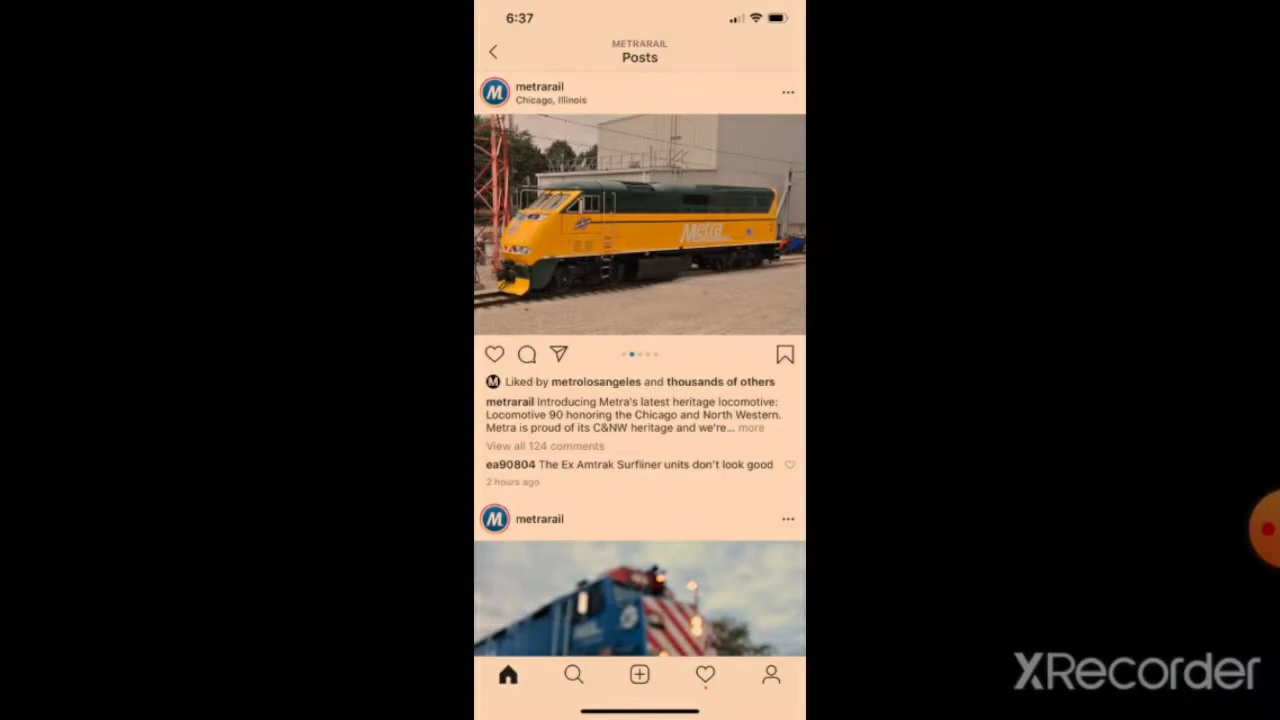 6:37
METRARAIL
Posts
metrarail
Chicago, Illinois
Metra
Liked by metrolosangeles and thousands of others
metrarail Introducing Metra's latest heritage locomotive:
Locomotive 90 honoring the Chicago and North Western.
Metra is proud of its C&NW heritage and we're... more
View all 124 comments
ea90804 The Ex Amtrak Surfliner units don't look good
2 hours ago
metrarail
XRecorder